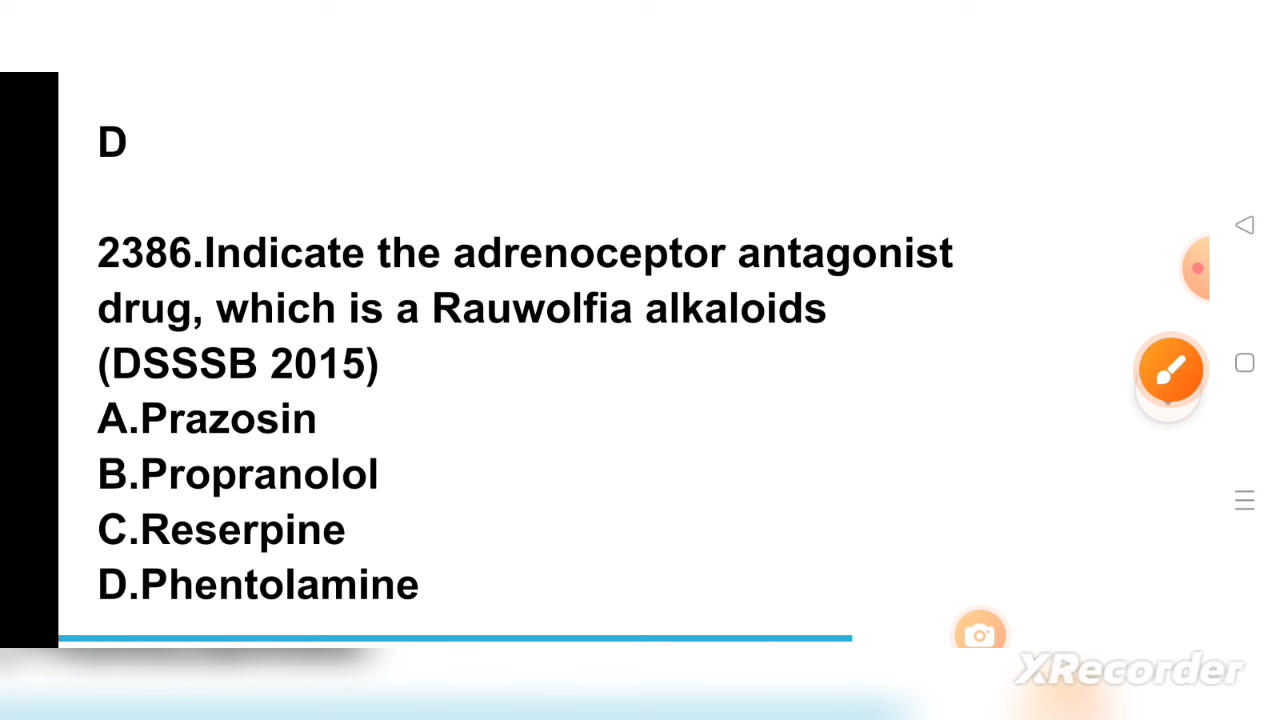 D
2386.Indicate the adrenoceptor antagonist
drug, which is a Rauwolfia alkaloids
(DSSSB 2015)
A.Prazosin
B.Propranolol
C.Reserpine
D.Phentolamine
XRecorder